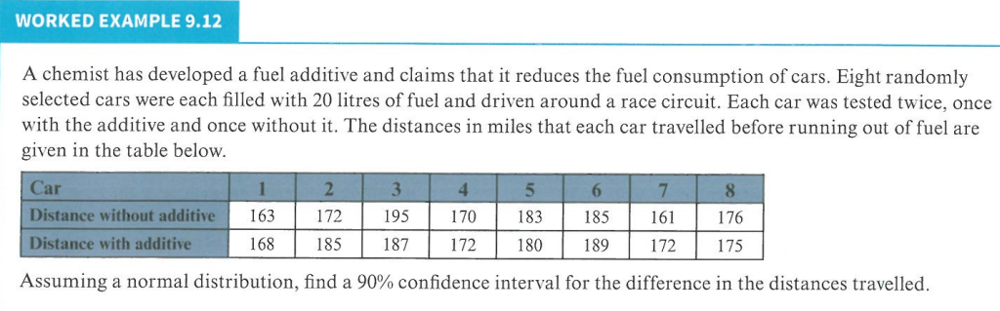 WORKED EXAMPLE 9.12
A chemist has developed a fuel additive and claims that it reduces the fuel consumption of cars. Eight randomly
selected cars were each filled with 20 litres of fuel and driven around a race circuit. Each car was tested twice, once
with the additive and once without it. The distances in miles that each car travelled before running out of fuel are
given in the table below.
Car 1 2 3 4 5 6 7 8
Distance without additive 163 172 195 170 183 185 161 176
Distance with additive 168 185 187 172 180 189 172 175
Assuming a normal distribution, find a 90% confidence interval for the difference in the distances travelled.